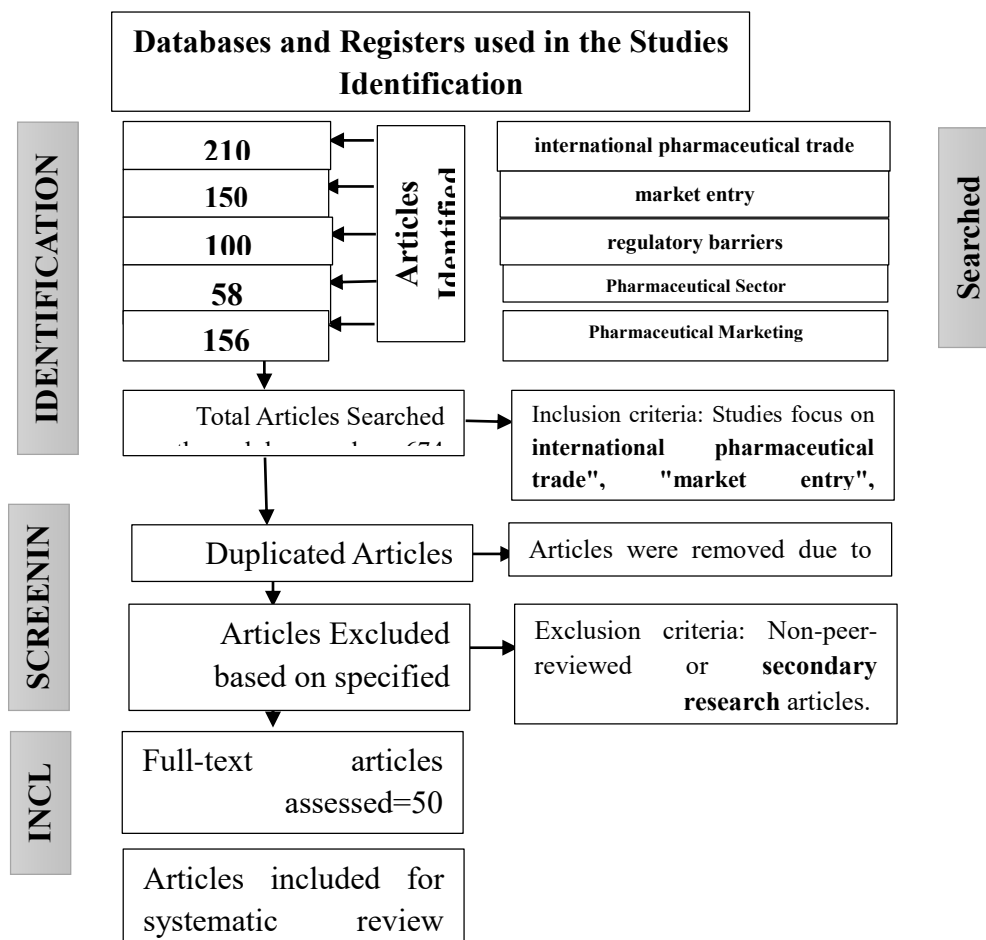 Databases and Registers used in the Studies
Identification
IDENTIFICATION
210
150
100
58
156
Articles
Identified
international pharmaceutical trade
market entry
regulatory barriers
Pharmaceutical Sector
Pharmaceutical Marketing
Searched
Total Articles Searched
674
Inclusion criteria: Studies focus on
international pharmaceutical
trade", "market entry",
SCREENIN
Duplicated Articles
Articles were removed due to
Articles Excluded
based on specified
Exclusion criteria: Non-peer-
reviewed or secondary
research articles.
INCL
Full-text articles
assessed=50
Articles included for
systematic review